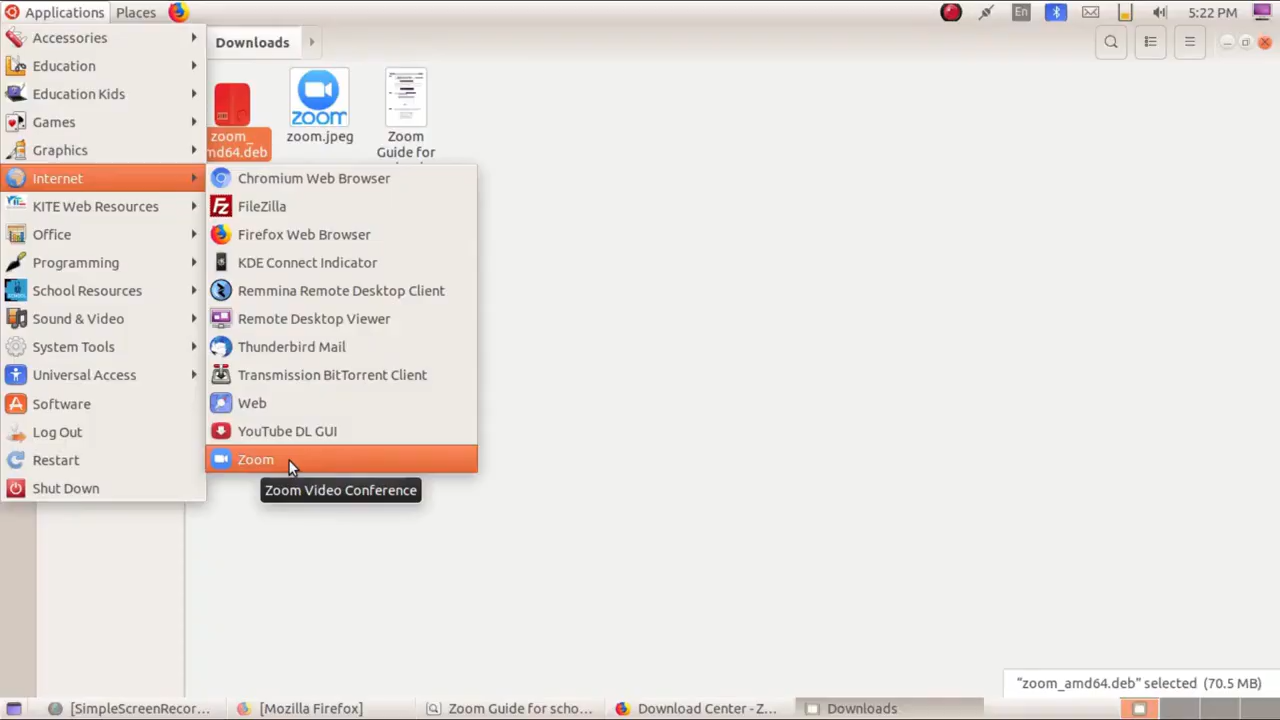 Applications Places
En 5:22 PM
Accessories
Education
Education Kids
Games
Graphics
Internet
KITE Web Resources
Office
Programming
School Resources
Sound & Video
System Tools
Universal Access
Software
Log Out
Restart
Shut Down
Downloads
zoom_
md64.deb
zoom
zoom.jpeg
Zoom
Guide for
Chromium Web Browser
FileZilla
Firefox Web Browser
KDE Connect Indicator
Remmina Remote Desktop Client
Remote Desktop Viewer
Thunderbird Mail
Transmission BitTorrent Client
Web
YouTube DL GUI
Zoom
Zoom Video Conference
"zoom_amd64.deb" selected (70.5 MB)
[SimpleScreenRecor... [Mozilla Firefox] Zoom Guide for scho... Download Center - Z... Downloads